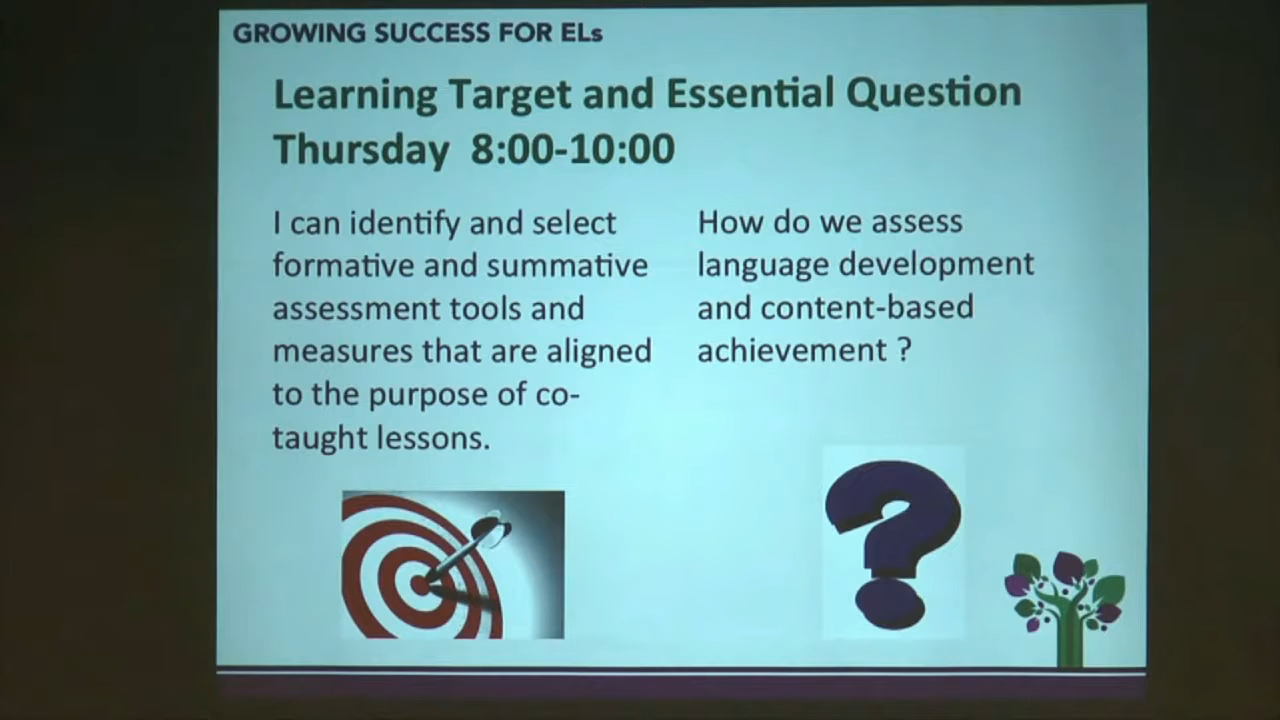 GROWING SUCCESS FOR ELs
Learning Target and Essential Question
Thursday 8:00-10:00
I can identify and select
formative and summative
assessment tools and
measures that are aligned
to the purpose of co-
taught lessons.
How do we assess
language development
and content-based
achievement ?